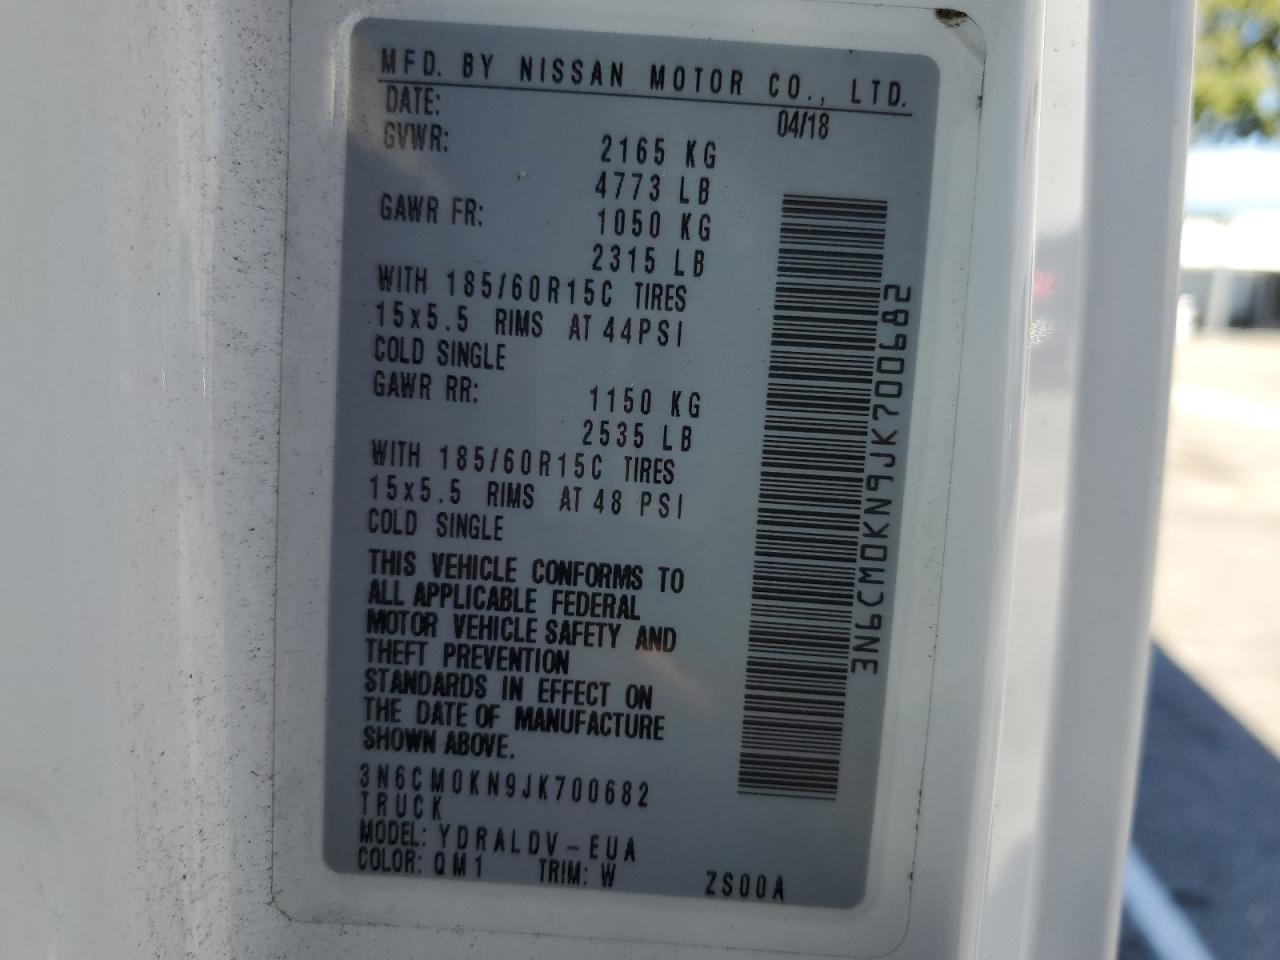 MFD. BY NISSAN MOTOR CO., LTD.
DATE: 04/18
GVWR: 2165 KG
4773 LB
GAWR FR: 1050 KG
2315 LB
WITH 185/60R15C TIRES
15x5.5 RIMS AT 44PSI
COLD SINGLE
GAWR RR: 1150 KG
2535 LB
WITH 185/60R15C TIRES
15x5.5 RIMS AT 48 PSI
COLD SINGLE
THIS VEHICLE CONFORMS TO
ALL APPLICABLE FEDERAL
MOTOR VEHICLE SAFETY AND
THEFT PREVENTION
STANDARDS IN EFFECT ON
THE DATE OF MANUFACTURE
SHOWN ABOVE.
3N6CM0KN9JK700682
TRUCK
MODEL: YDRALDV-EUA
COLOR: QM1 TRIM: W ZS00A
3N6CM0KN9JK700682